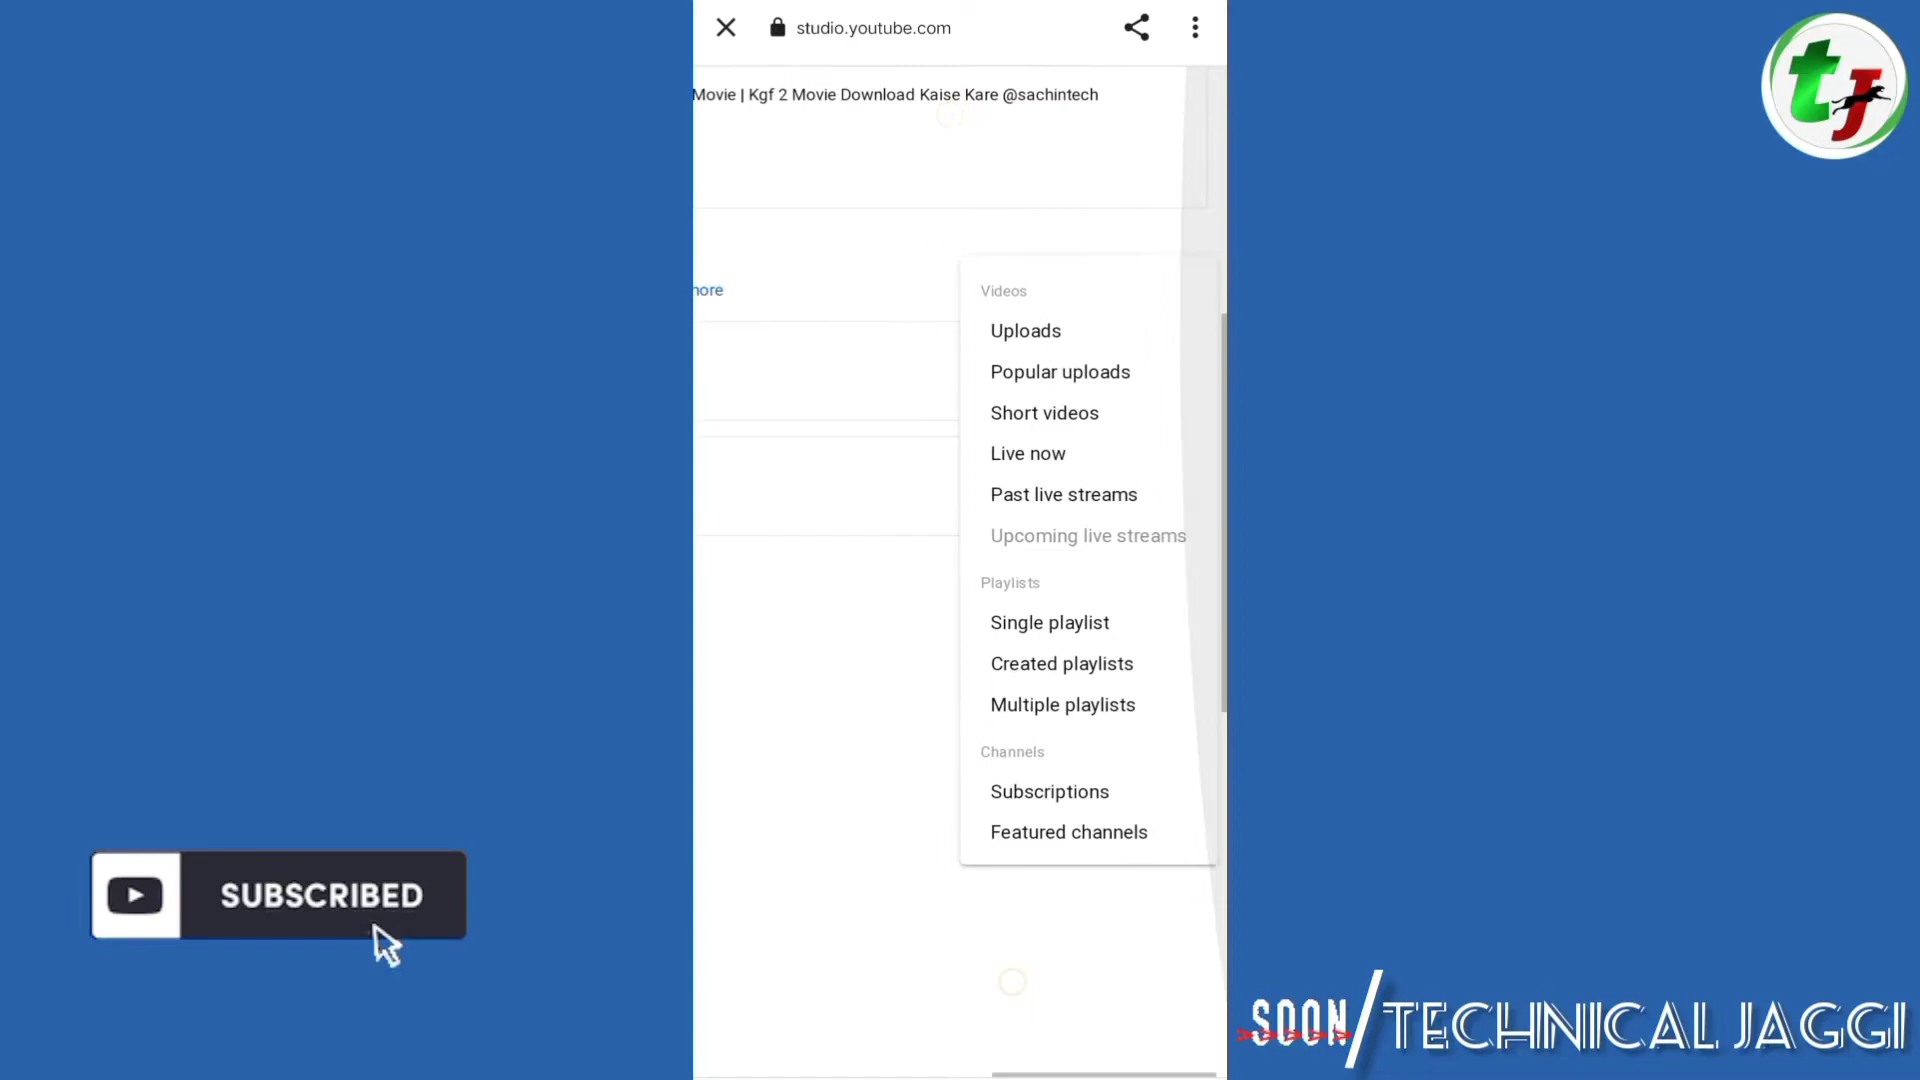 studio.youtube.com
tJ
Movie | Kgf 2 Movie Download Kaise Kare @sachintech
more
Videos
Uploads
Popular uploads
Short videos
Live now
Past live streams
Upcoming live streams
Playlists
Single playlist
Created playlists
Multiple playlists
Channels
Subscriptions
Featured channels
SUBSCRIBED
SOON/TECHNICAL JAGGI
>>>>>